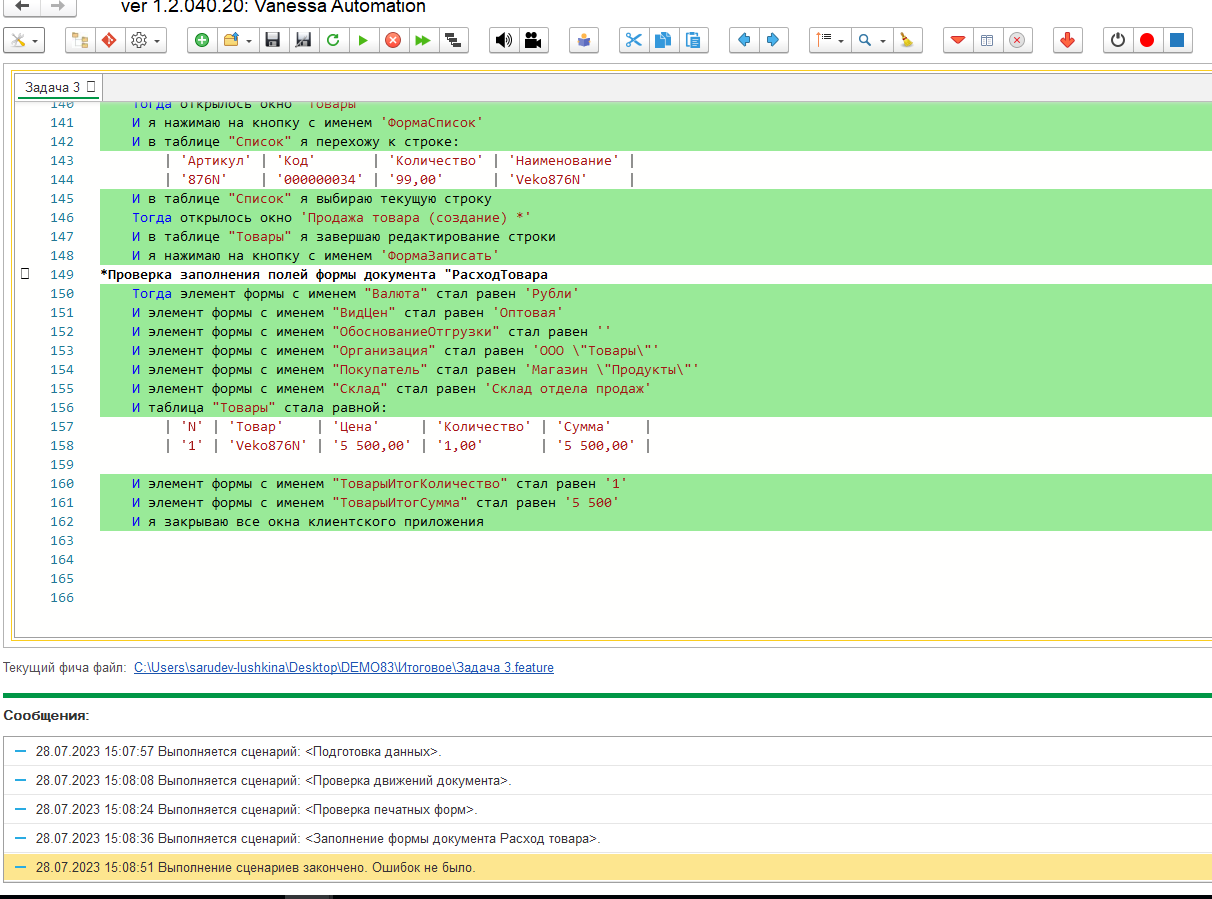 ver 1.2.040.20: Vanessa Automation
Задача 3
140 Тогда открылось окно 'Товары'
141 И я нажимаю на кнопку с именем 'ФормаСписок'
142 И в таблице "Список" я перехожу к строке:
143 | 'Артикул' | 'Код' | 'Количество' | 'Наименование' |
144 | '876N' | '000000034' | '99,00' | 'Veko876N' |
145 И в таблице "Список" я выбираю текущую строку
146 Тогда открылось окно 'Продажа товара (создание) *'
147 И в таблице "Товары" я завершаю редактирование строки
148 И я нажимаю на кнопку с именем 'ФормаЗаписать'
149 *Проверка заполнения полей формы документа "РасходТовара
150 Тогда элемент формы с именем "Валюта" стал равен 'Рубли'
151 И элемент формы с именем "ВидЦен" стал равен 'Оптовая'
152 И элемент формы с именем "ОбоснованиеОтгрузки" стал равен ''
153 И элемент формы с именем "Организация" стал равен 'ООО \"Товары\"'
154 И элемент формы с именем "Покупатель" стал равен 'Магазин \"Продукты\"'
155 И элемент формы с именем "Склад" стал равен 'Склад отдела продаж'
156 И таблица "Товары" стала равной:
157 | 'N' | 'Товар' | 'Цена' | 'Количество' | 'Сумма' |
158 | '1' | 'Veko876N' | '5 500,00' | '1,00' | '5 500,00' |
159
160 И элемент формы с именем "ТоварыИтогКоличество" стал равен '1'
161 И элемент формы с именем "ТоварыИтогСумма" стал равен '5 500'
162 И я закрываю все окна клиентского приложения
163
164
165
166
Текущий фича файл: C:\Users\sarudev-lushkina\Desktop\DEMO83\Итоговое\Задача 3.feature
Сообщения:
28.07.2023 15:07:57 Выполняется сценарий: <Подготовка данных>.
28.07.2023 15:08:08 Выполняется сценарий: <Проверка движений документа>.
28.07.2023 15:08:24 Выполняется сценарий: <Проверка печатных форм>.
28.07.2023 15:08:36 Выполняется сценарий: <Заполнение формы документа Расход товара>.
28.07.2023 15:08:51 Выполнение сценариев закончено. Ошибок не было.